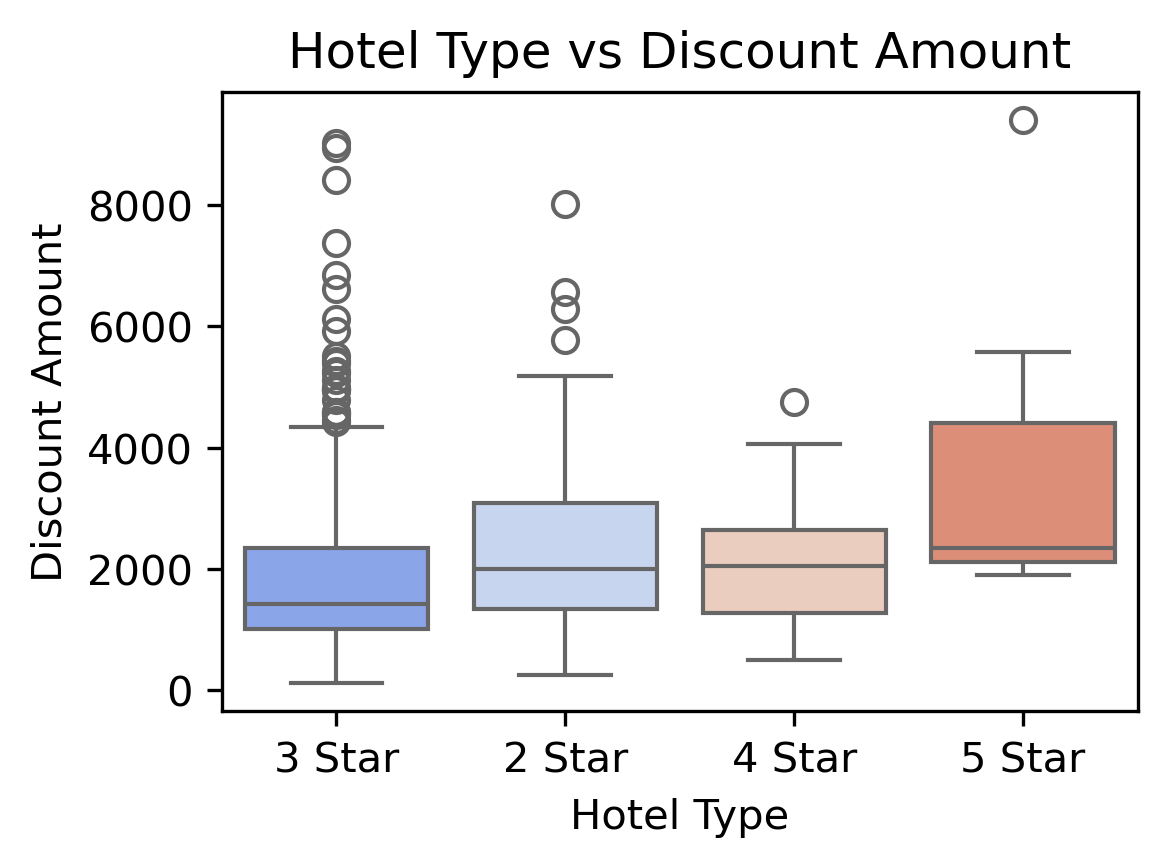 Hotel Type vs Discount Amount
Discount Amount
8000
6000
4000
2000
0
3 Star
2 Star
4 Star
5 Star
Hotel Type